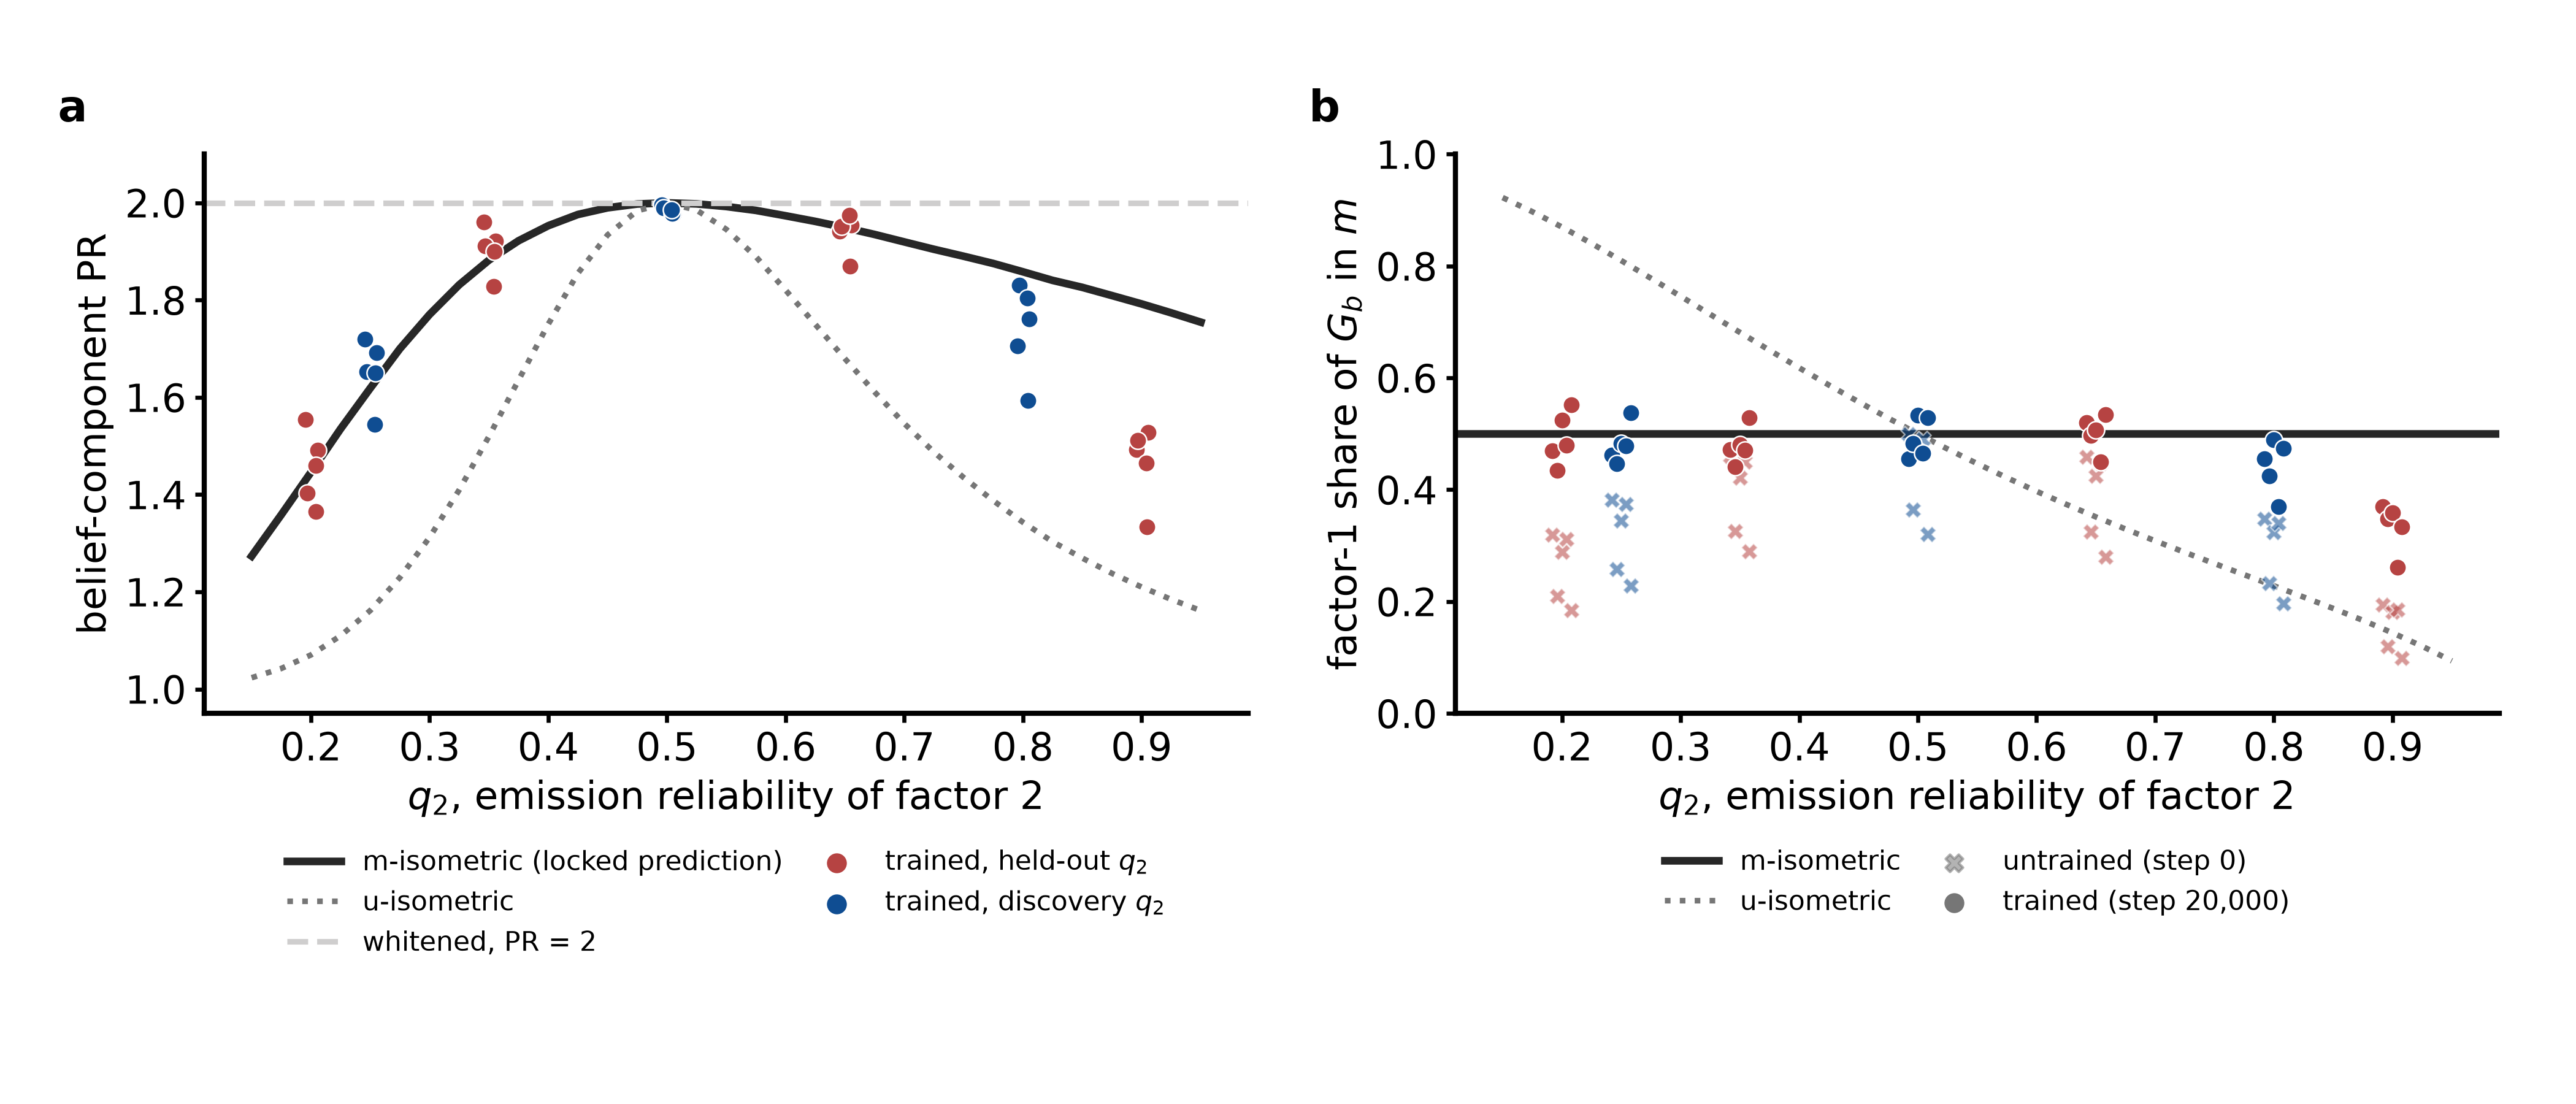 a
b
belief-component PR
2.0
1.8
1.6
1.4
1.2
1.0
0.2 0.3 0.4 0.5 0.6 0.7 0.8 0.9
q2, emission reliability of factor 2
m-isometric (locked prediction)
u-isometric
whitened, PR = 2
trained, held-out q2
trained, discovery q2
factor-1 share of Gb in m
1.0
0.8
0.6
0.4
0.2
0.0
0.2 0.3 0.4 0.5 0.6 0.7 0.8 0.9
q2, emission reliability of factor 2
m-isometric
u-isometric
untrained (step 0)
trained (step 20,000)